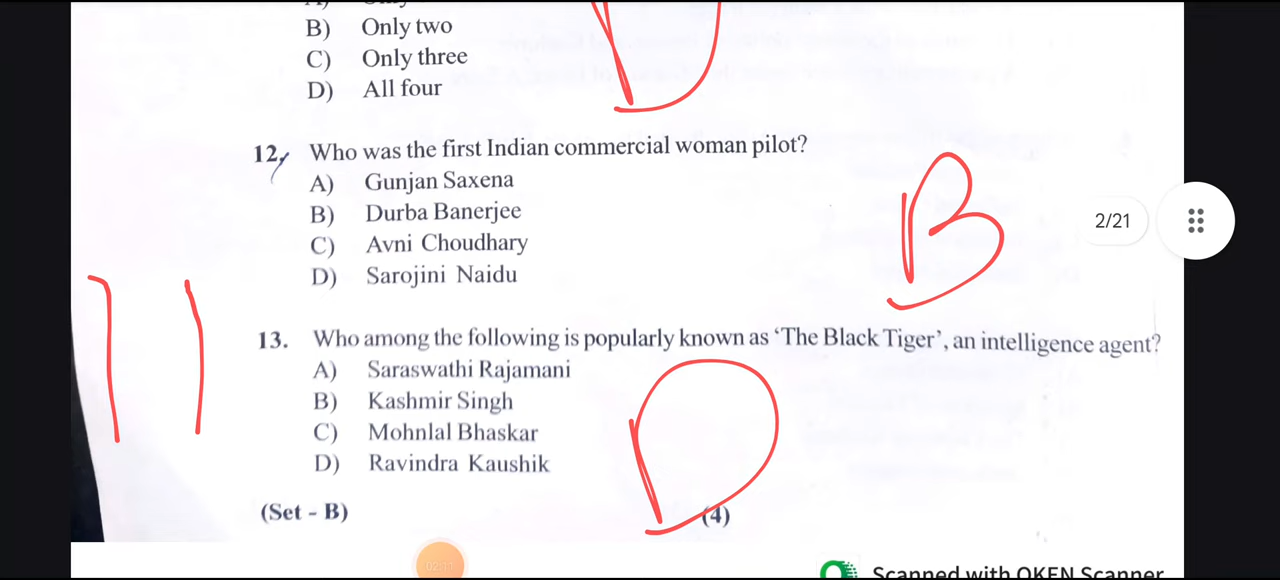 B) Only two
C) Only three
D) All four
D
12. Who was the first Indian commercial woman pilot?
A) Gunjan Saxena
B) Durba Banerjee
C) Avni Choudhary
D) Sarojini Naidu
B
2/21
11
13. Who among the following is popularly known as ‘The Black Tiger’, an intelligence agent?
A) Saraswathi Rajamani
B) Kashmir Singh
C) Mohnlal Bhaskar
D) Ravindra Kaushik
D
(Set - B) (4)
Scanned with OKEN Scanner